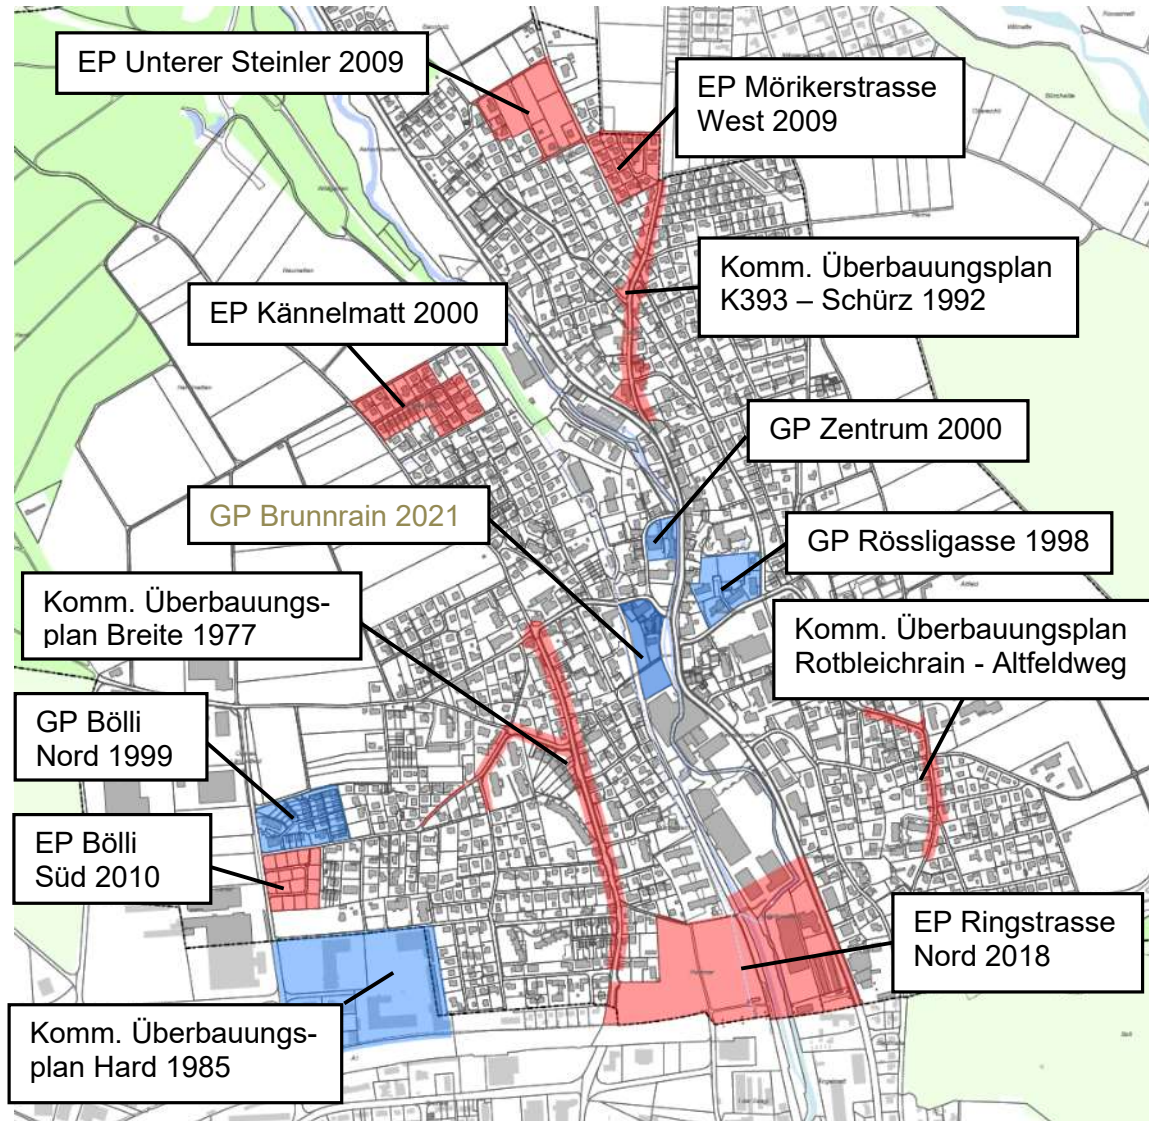 EP Unterer Steinler 2009
EP Mörikerstrasse
West 2009
Komm. Überbauungsplan
K393 – Schürz 1992
EP Kännelmatt 2000
GP Zentrum 2000
GP Brunnrain 2021
GP Rössligasse 1998
Komm. Überbauungs-
plan Breite 1977
Komm. Überbauungsplan
Rotbleichrain - Altfeldweg
GP Bölli
Nord 1999
EP Bölli
Süd 2010
EP Ringstrasse
Nord 2018
Komm. Überbauungs-
plan Hard 1985